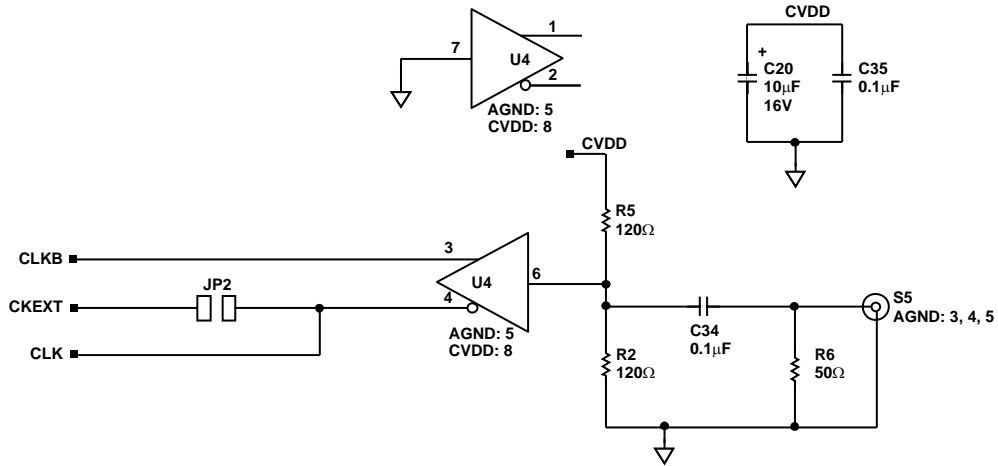 1
7
U4
2
AGND: 5
CVDD: 8
CVDD
+
C20
10μF
16V
C35
0.1μF
CVDD
R5
120Ω
CLKB
3
U4
6
JP2
CKEXT
4
AGND: 5
CVDD: 8
CLK
C34
0.1μF
S5
AGND: 3, 4, 5
R2
120Ω
R6
50Ω